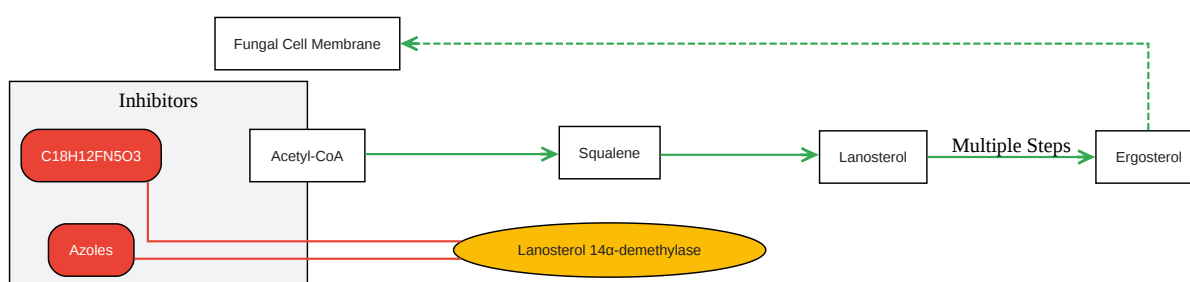 Fungal Cell Membrane
Inhibitors
C18H12FN5O3
Acetyl-CoA
Squalene
Lanosterol
Multiple Steps
Ergosterol
Azoles
Lanosterol 14α-demethylase